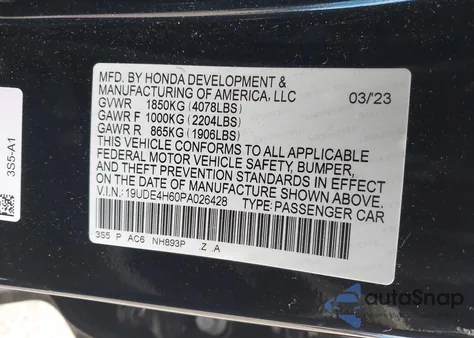 MFD. BY HONDA DEVELOPMENT &
MANUFACTURING OF AMERICA, LLC 03/'23
GVWR 1850KG (4078LBS)
GAWR F 1000KG (2204LBS)
GAWR R 865KG (1906LBS)
THIS VEHICLE CONFORMS TO ALL APPLICABLE
FEDERAL MOTOR VEHICLE SAFETY, BUMPER,
AND THEFT PREVENTION STANDARDS IN EFFECT
ON THE DATE OF MANUFACTURE SHOWN ABOVE.
V.I.N.: 19UDE4H60PA026428 TYPE: PASSENGER CAR
3S5 P AC6 NH893P Z A
3S5-A1
autoSnap